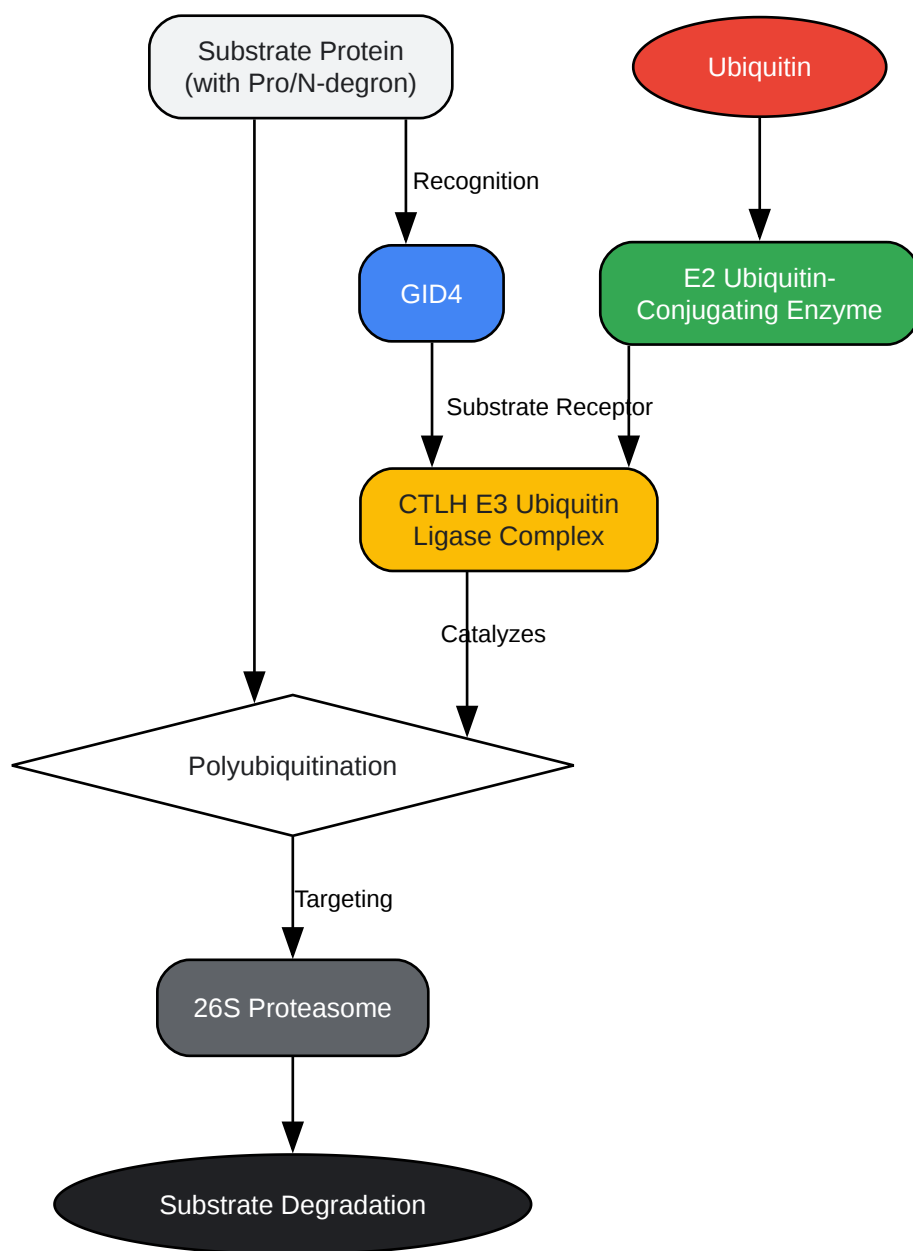 Substrate Protein
(with Pro/N-degron)
Ubiquitin
Recognition
GID4
E2 Ubiquitin-
Conjugating Enzyme
Substrate Receptor
CTLH E3 Ubiquitin
Ligase Complex
Catalyzes
Polyubiquitination
Targeting
26S Proteasome
Substrate Degradation